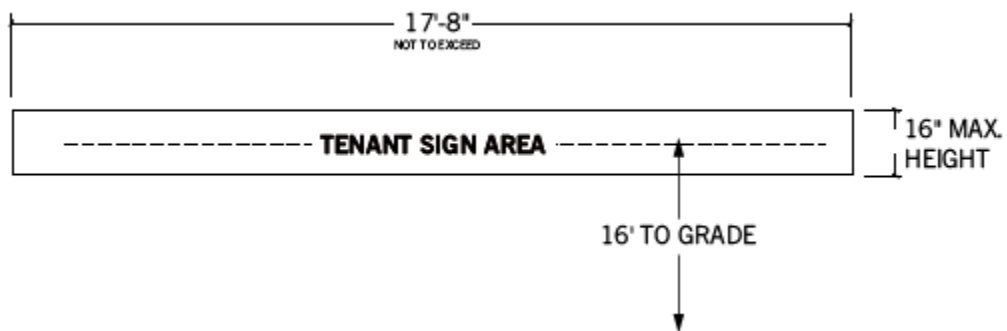 17'-8"
NOT TO EXCEED
TENANT SIGN AREA
16" MAX.
HEIGHT
16' TO GRADE